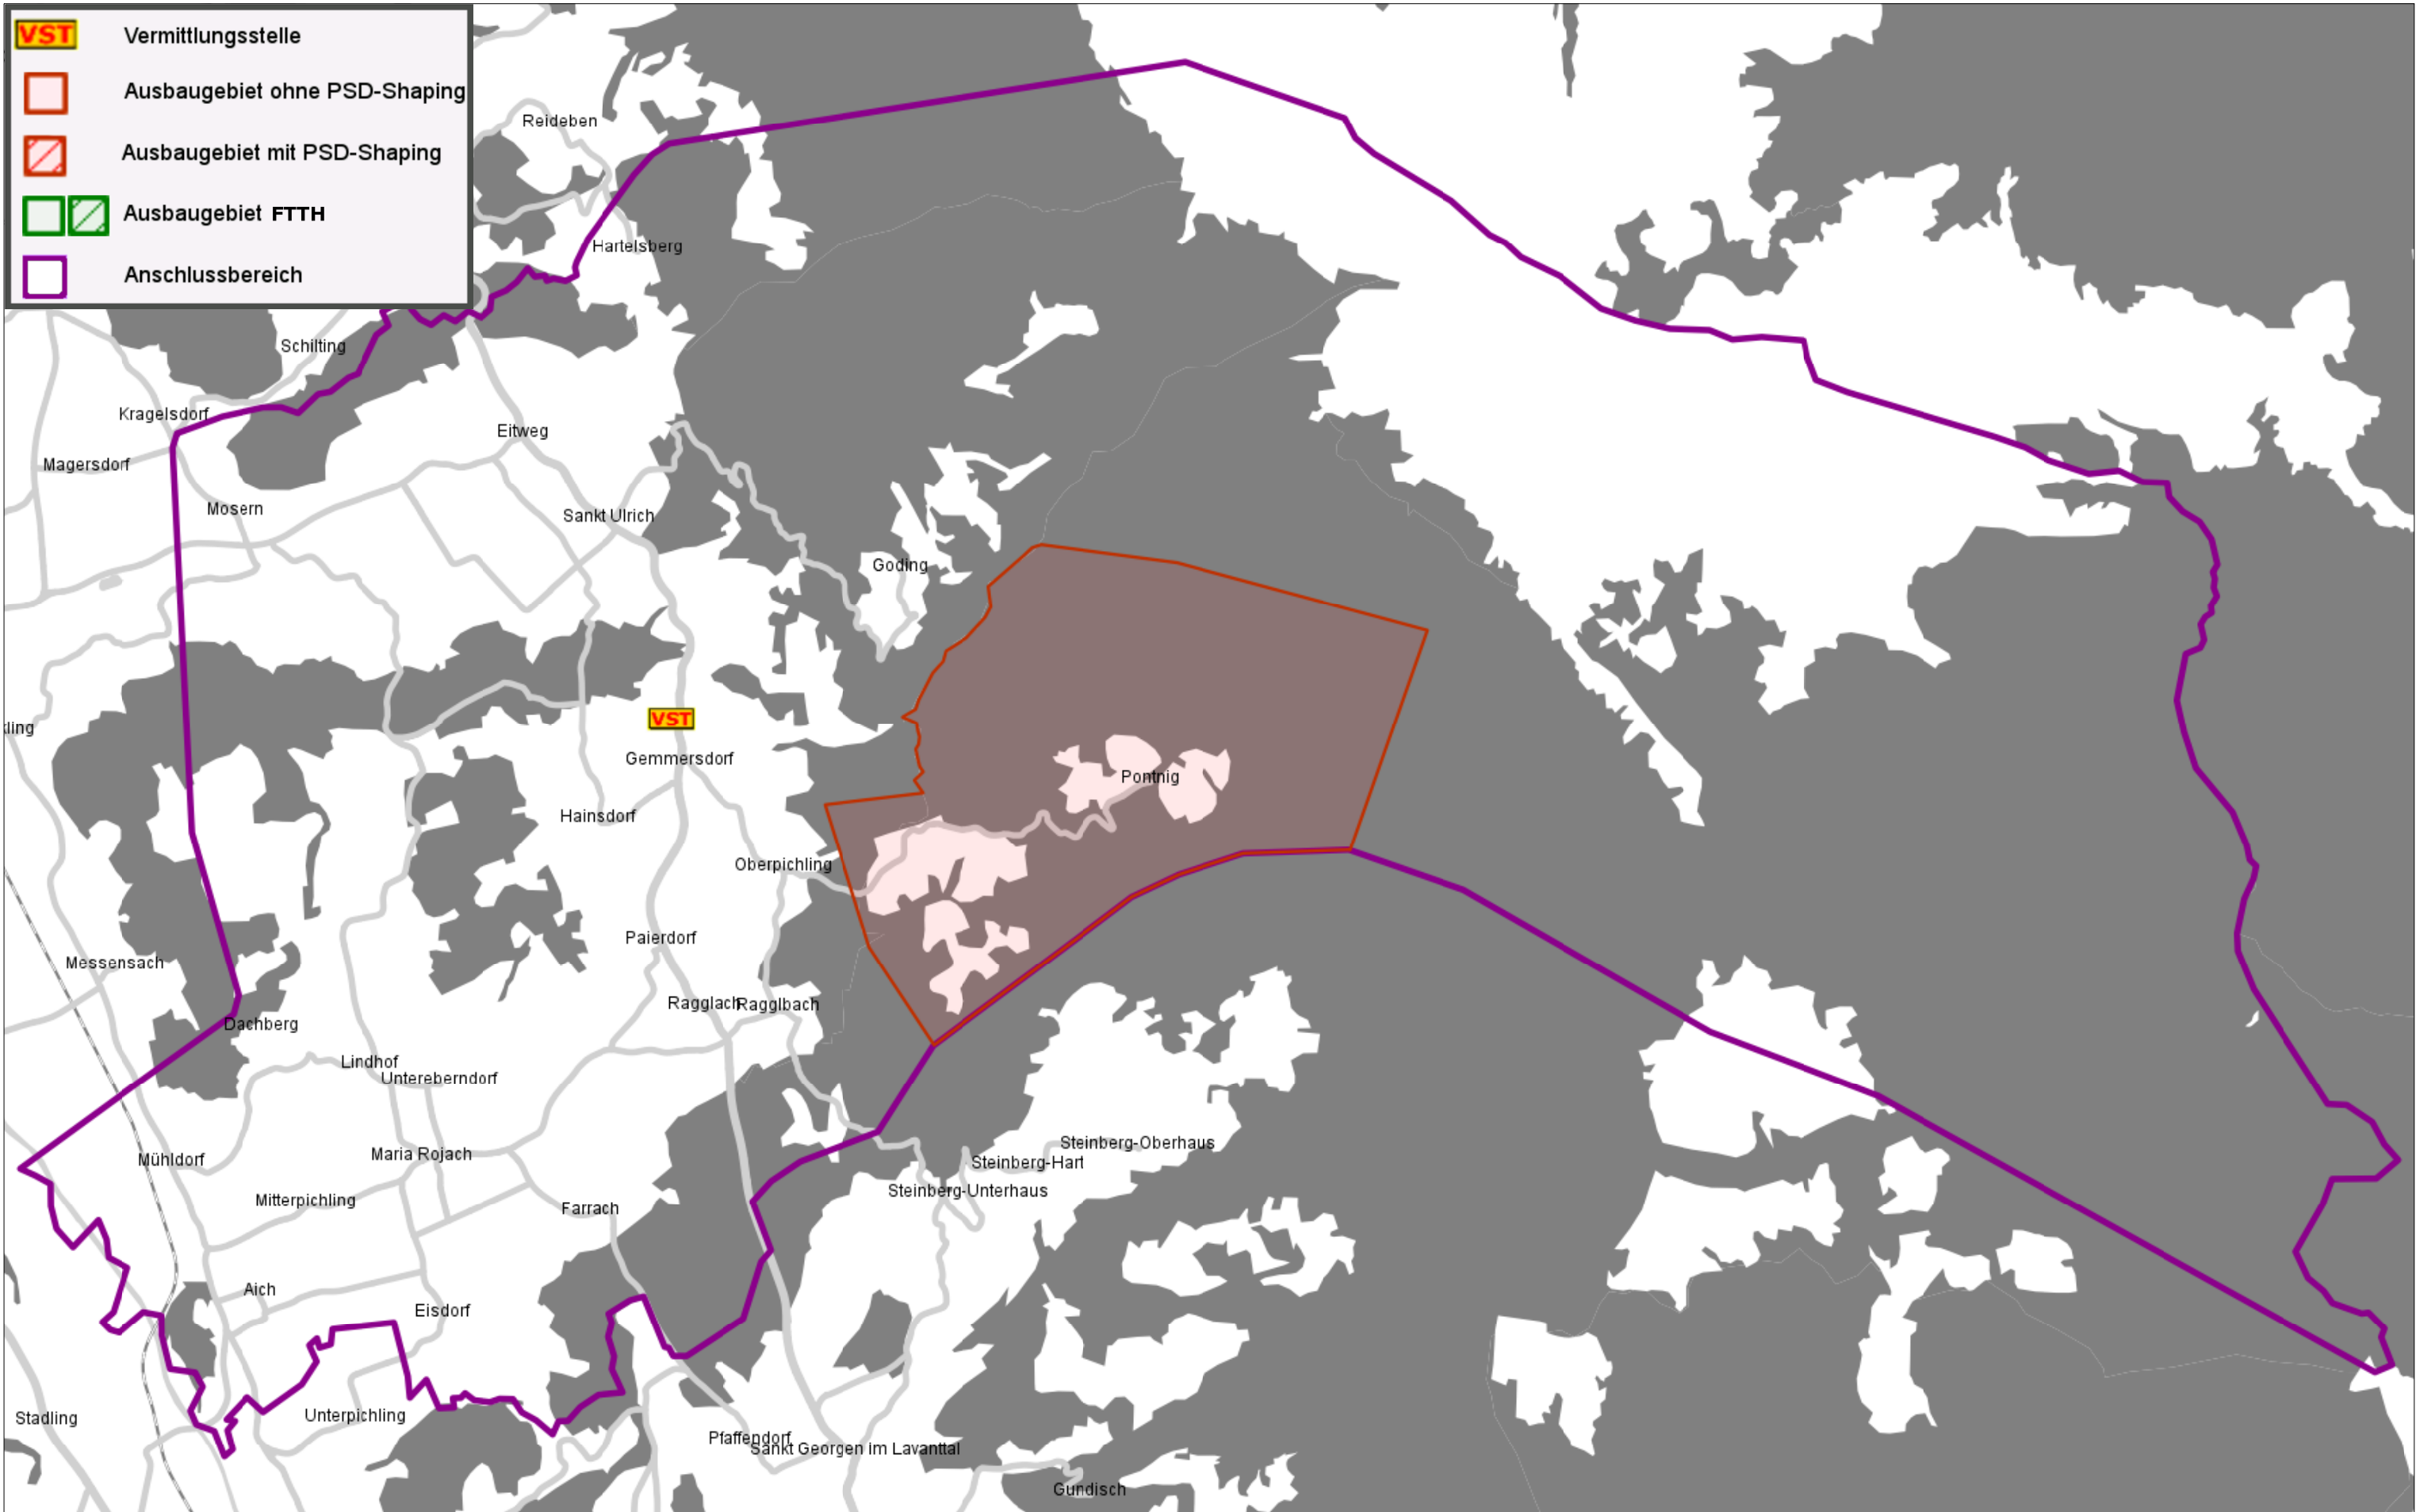 VST Vermittlungsstelle
Ausbaugebiet ohne PSD-Shaping
Ausbaugebiet mit PSD-Shaping
Ausbaugebiet FTTH
Anschlussbereich
Reideben
Hartelsberg
Schilting
Kragelsdorf
Eitweg
Magersdorf
Mosern
Sankt Ulrich
Goding
VST
kling
Gemmersdorf
Pontnig
Hainsdorf
Oberpichling
Paierdorf
Messensach
Ragglach
Ragglbach
Dachberg
Lindhof
Untereberndorf
Steinberg-Oberhaus
Maria Rojach
Mühldorf
Steinberg-Hart
Steinberg-Unterhaus
Mitterpichling
Farrach
Aich
Eisdorf
Unterpichling
Stadling
Pfaffendorf
Sankt Georgen im Lavanttal
Gundisch